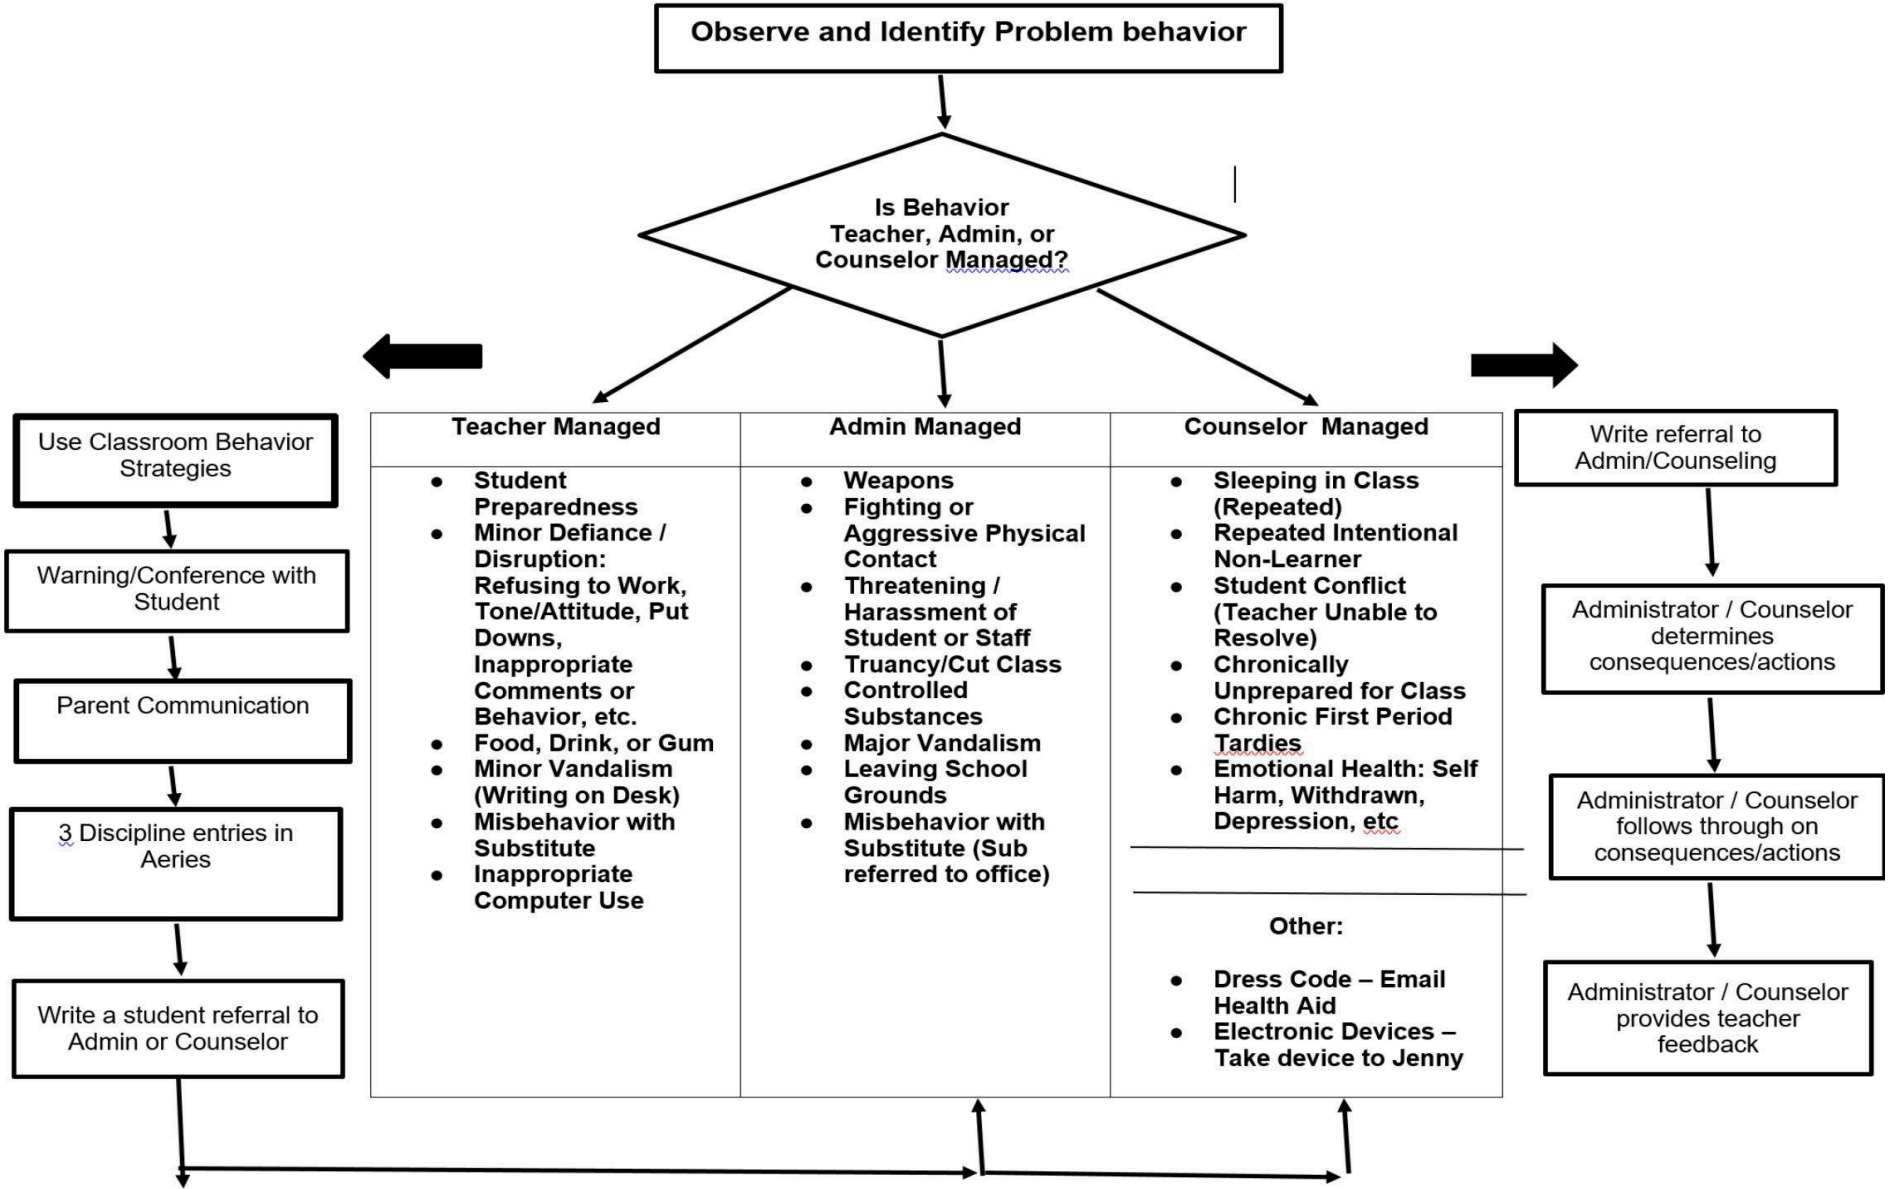 Observe and Identify Problem behavior
Is Behavior
Teacher, Admin, or
Counselor Managed?
Use Classroom Behavior
Strategies
Warning/Conference with
Student
Parent Communication
3 Discipline entries in
Aeries
Write a student referral to
Admin or Counselor
Teacher Managed
● Student
Preparedness
● Minor Defiance /
Disruption:
Refusing to Work,
Tone/Attitude, Put
Downs,
Inappropriate
Comments or
Behavior, etc.
● Food, Drink, or Gum
● Minor Vandalism
(Writing on Desk)
● Misbehavior with
Substitute
● Inappropriate
Computer Use
Admin Managed
● Weapons
● Fighting or
Aggressive Physical
Contact
● Threatening /
Harassment of
Student or Staff
● Truancy/Cut Class
● Controlled
Substances
● Major Vandalism
● Leaving School
Grounds
● Misbehavior with
Substitute (Sub
referred to office)
Counselor Managed
● Sleeping in Class
(Repeated)
● Repeated Intentional
Non-Learner
● Student Conflict
(Teacher Unable to
Resolve)
● Chronically
Unprepared for Class
● Chronic First Period
Tardies
● Emotional Health: Self
Harm, Withdrawn,
Depression, etc
Other:
● Dress Code – Email
Health Aid
● Electronic Devices –
Take device to Jenny
Write referral to
Admin/Counseling
Administrator / Counselor
determines
consequences/actions
Administrator / Counselor
follows through on
consequences/actions
Administrator / Counselor
provides teacher
feedback